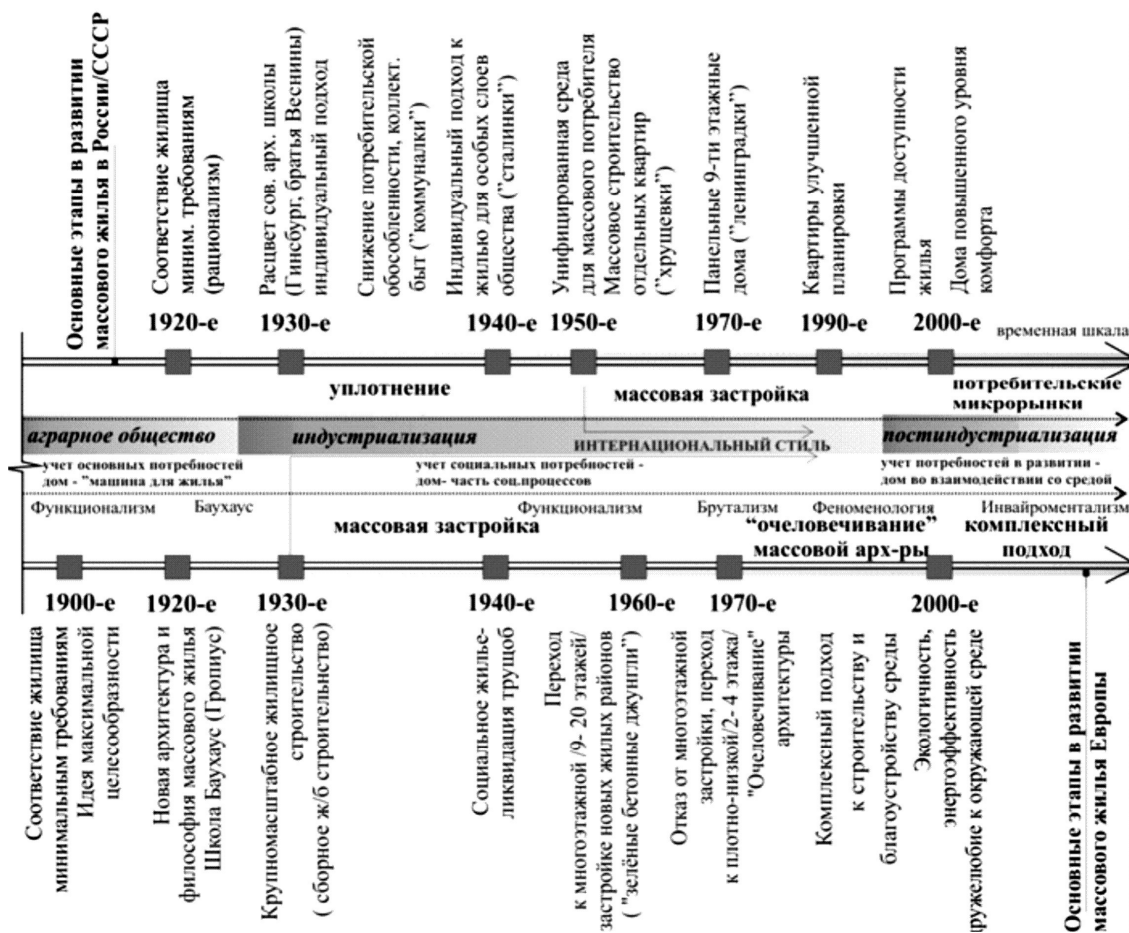 Основные этапы в развитии
массового жилья в России/СССР
Соответствие жилища
миним. требованиям
(рационализм)
Расцвет сов. арх. школы
(Гинсбург, братья Веснины)
индивидуальный подход
Снижение потребительской
обособленности, коллект.
быт ("коммуналки")
Индивидуальный подход к
жилью для особых слоев
общества ("сталинки")
Унифицированная среда
для массового потребителя
Массовое строительство
отдельных квартир
("хрущевки")
Панельные 9-ти этажные
дома ("ленинградки")
Квартиры улучшенной
планировки
Программы доступности
жилья
Дома повышенного уровня
комфорта
1920-е 1930-е 1940-е 1950-е 1970-е 1990-е 2000-е
временная шкала
уплотнение
массовая застройка
потребительские
микрорынки
аграрное общество
индустриализация
ИНТЕРНАЦИОНАЛЬНЫЙ СТИЛЬ
постиндустриализация
учет основных потребностей
дом - "машина для жилья"
учет социальных потребностей -
дом- часть соц.процессов
учет потребностей в развитии -
дом во взаимодействии со средой
Функционализм
Баухаус
Функционализм
Брутализм
Феноменология
Инвайроментализм
массовая застройка
“очеловечивание”
массовой арх-ры
комплексный
подход
1900-е 1920-е 1930-е 1940-е 1960-е 1970-е 2000-е
Соответствие жилища
минимальным требованиям
Идея максимальной
целесообразности
Новая архитектура и
философия массового жилья
Школа Баухаус (Гропиус)
Крупномасштабное жилищное
строительство
( сборное ж/б строительнство)
Социальное жилье-
ликвидация трущоб
Переход
к многоэтажной /9- 20 этажей/
застройке новых жилых районов
( "зелёные бетонные джунгли")
Отказ от многоэтажной
застройки, переход
к плотно-низкой/2- 4 этажа/
"Очеловечивание"
архитектуры
Комплексный подход
к строительству и
благоустройству среды
Экологичность,
энергоэффективность
дружелюбие к окружающей среде
Основные этапы в развитии
массового жилья Европы